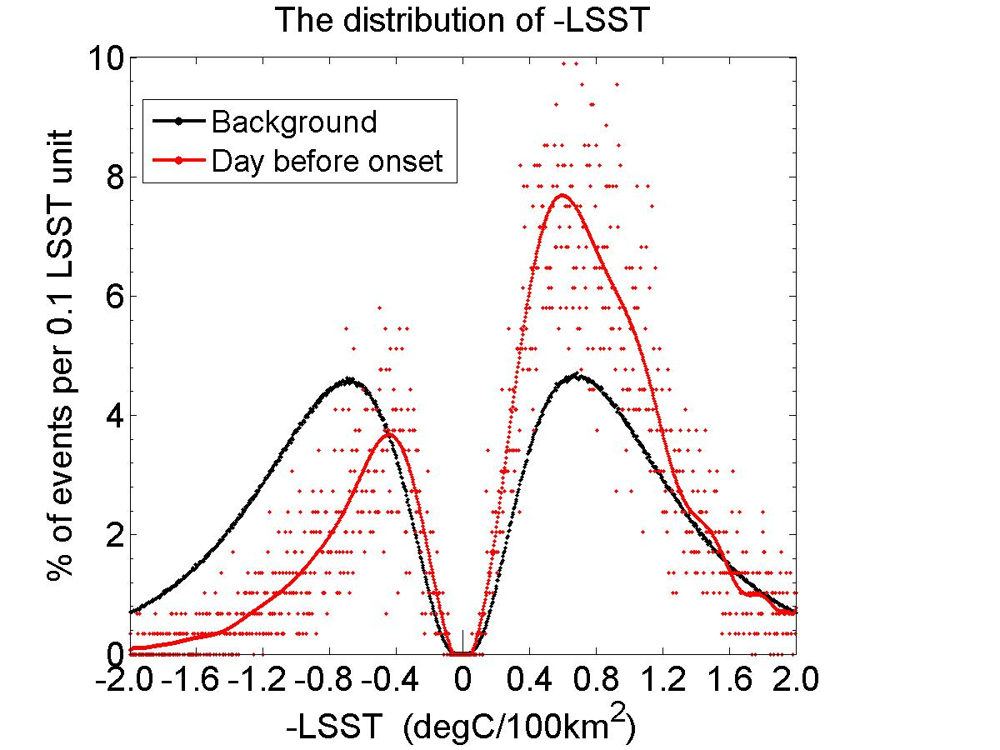 The distribution of -LSST
10
8
6
4
2
0
% of events per 0.1 LSST unit
Background
Day before onset
-2.0 -1.6 -1.2 -0.8 -0.4 0 0.4 0.8 1.2 1.6 2.0
-LSST (degC/100km²)